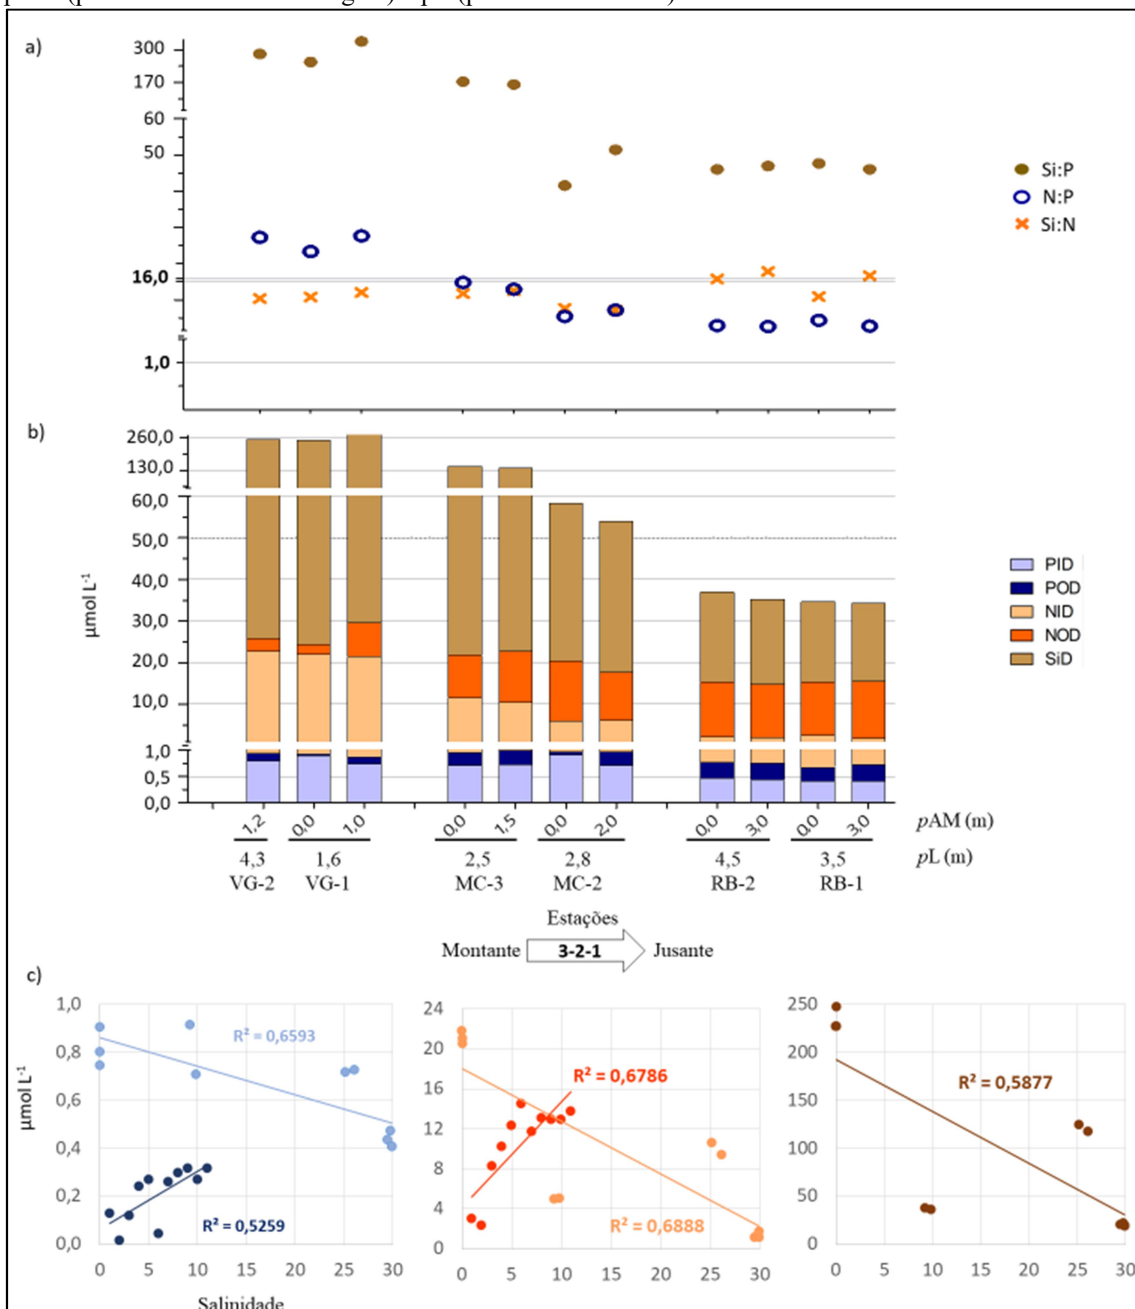 a)
300
170
60
50
16,0
1,0
Si:P
N:P
Si:N
b)
260,0
130,0
60,0
50,0
40,0
30,0
20,0
10,0
1,0
0,5
0,0
µmol L⁻¹
PID
POD
NID
NOD
SiD
1,2 0,0 1,0 0,0 1,5 0,0 2,0 0,0 3,0 0,0 3,0 pAM (m)
4,3 1,6 2,5 2,8 4,5 3,5 pL (m)
VG-2 VG-1 MC-3 MC-2 RB-2 RB-1
Estações
Montante 3-2-1 Jusante
c)
µmol L⁻¹
1,0
0,8
0,6
0,4
0,2
0,0
R² = 0,6593
R² = 0,5259
0 5 10 15 20 25 30
Salinidade
24
20
16
12
8
4
0
R² = 0,6786
R² = 0,6888
0 5 10 15 20 25 30
250
200
150
100
50
0
R² = 0,5877
0 5 10 15 20 25 30